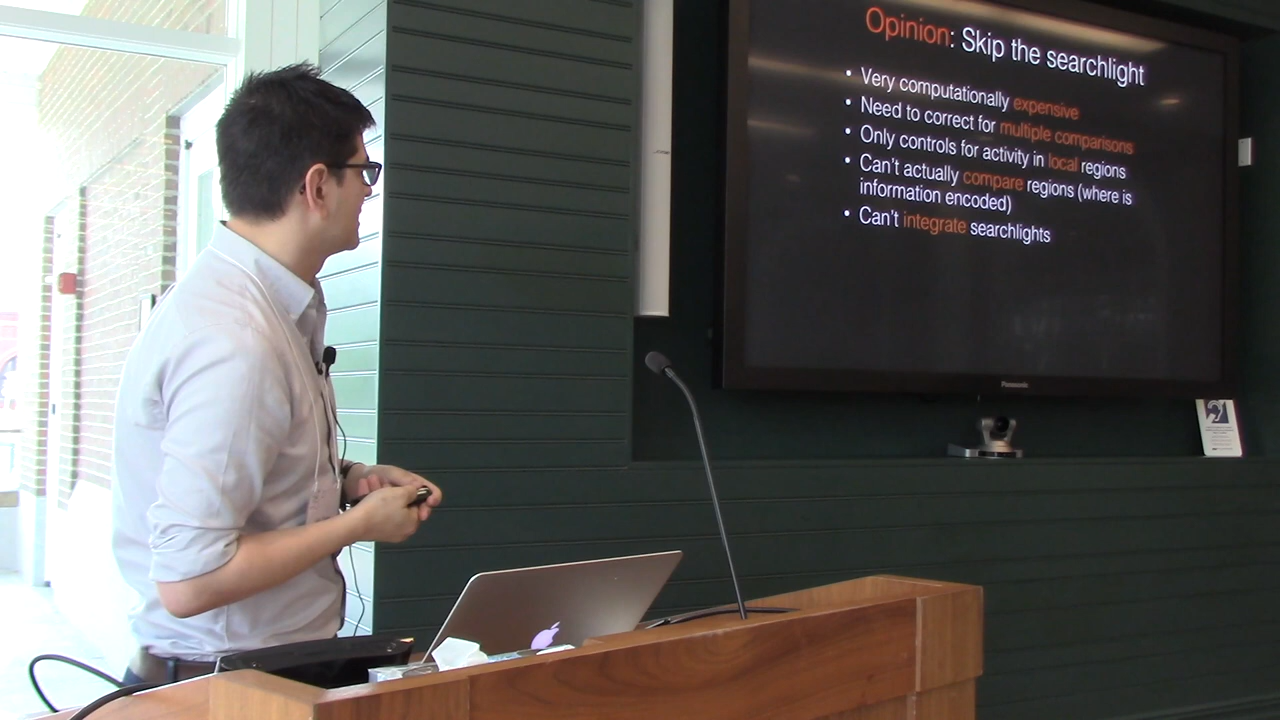 Opinion: Skip the searchlight
• Very computationally expensive
• Need to correct for multiple comparisons
• Only controls for activity in local regions
• Can't actually compare regions (where is
information encoded)
• Can't integrate searchlights
Panasonic